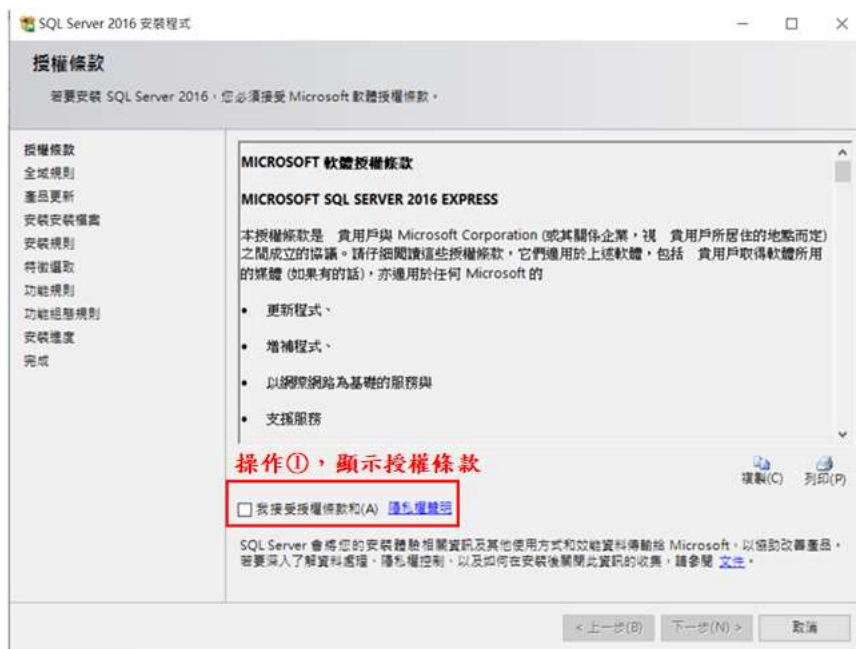 SQL Server 2016 安裝程式
授權條款
若要安裝 SQL Server 2016，您必須接受 Microsoft 軟體授權條款。
授權條款
全域規則
產品更新
安裝安裝檔案
安裝規則
特徵選取
功能規則
功能組態規則
安裝進度
完成
MICROSOFT 軟體授權條款
MICROSOFT SQL SERVER 2016 EXPRESS
本授權條款是 貴用戶與 Microsoft Corporation (或其關係企業，視 貴用戶所居住的地點而定)
之間成立的協議。請仔細閱讀這些授權條款，它們適用於上述軟體，包括 貴用戶取得軟體所用
的媒體 (如果有的話)，亦適用於任何 Microsoft 的
• 更新程式、
• 增補程式、
• 以網際網路為基礎的服務與
• 支援服務
操作①，顯示授權條款
複製(C) 列印(P)
我接受授權條款和(A) 隱私權聲明
SQL Server 會將您的安裝體驗相關資訊及其他使用方式和效能資料傳輸給 Microsoft，以協助改善產品。
若要深入了解資料處理、隱私權控制、以及如何在安裝後關閉此資訊的收集，請參閱 文件。
< 上一步(B) 下一步(N) > 取消